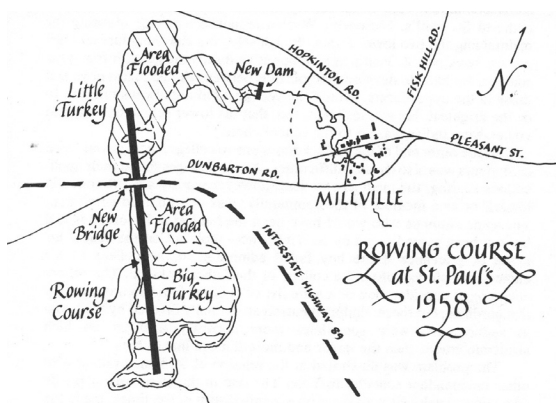 Area
Flooded
New Dam
HOPKINTON RD.
FISK HILL RD.
N.
Little
Turkey
PLEASANT ST.
DUNBARTON RD.
MILLVILLE
New
Bridge
Area
Flooded
INTERSTATE HIGHWAY 89
Rowing
Course
Big
Turkey
ROWING COURSE
at St. Paul's
1958